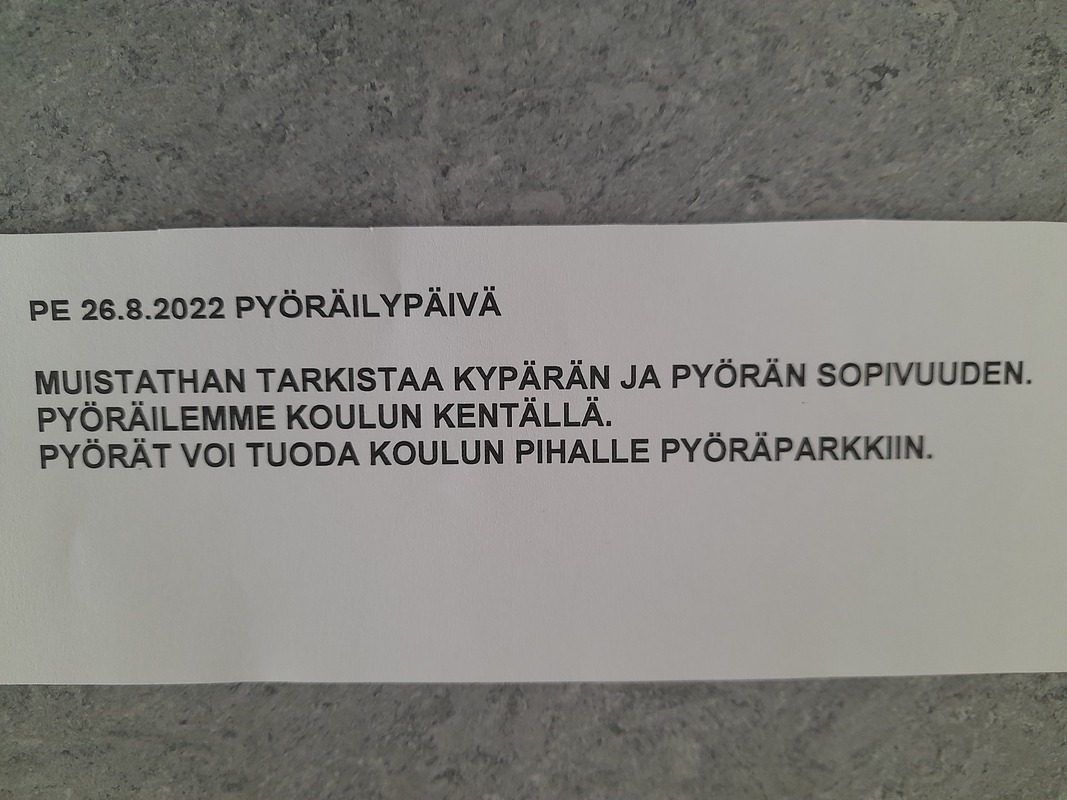 PE 26.8.2022 PYÖRÄILYPÄIVÄ
MUISTATHAN TARKISTAA KYPÄRÄN JA PYÖRÄN SOPIVUUDEN.
PYÖRÄILEMME KOULUN KENTÄLLÄ.
PYÖRÄT VOI TUODA KOULUN PIHALLE PYÖRÄPARKKIIN.